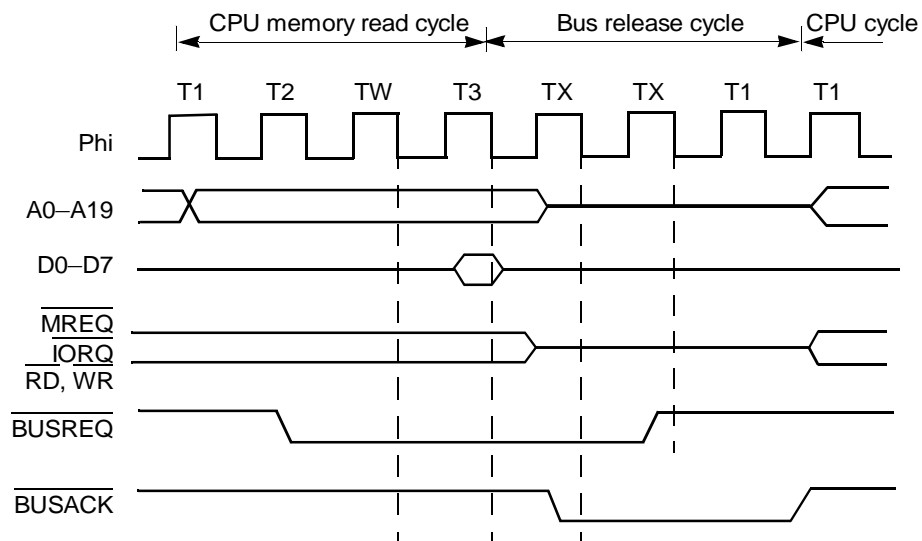 CPU memory read cycle Bus release cycle CPU cycle
T1 T2 TW T3 TX TX T1 T1
Phi
A0–A19
D0–D7
MREQ
IORQ
RD, WR
BUSREQ
BUSACK